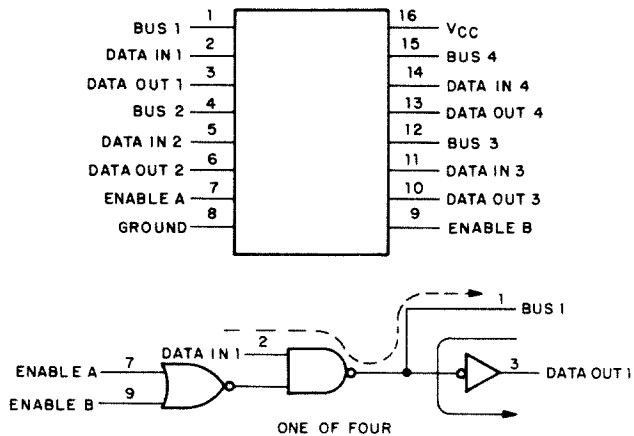 BUS 1 1 16 VCC
DATA IN 1 2 15 BUS 4
DATA OUT 1 3 14 DATA IN 4
BUS 2 4 13 DATA OUT 4
DATA IN 2 5 12 BUS 3
DATA OUT 2 6 11 DATA IN 3
ENABLE A 7 10 DATA OUT 3
GROUND 8 9 ENABLE B
1 BUS 1
DATA IN 1 2
ENABLE A 7
3 DATA OUT 1
ENABLE B 9
ONE OF FOUR